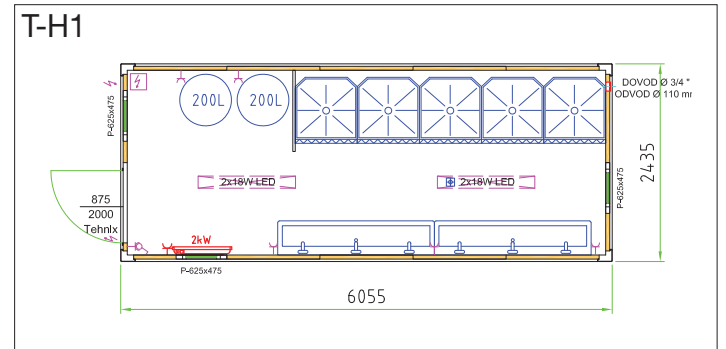 T-H1
200L 200L
DOVOD Ø 3/4 "
ODVOD Ø 110 mm
P-625x475
2x18W LED
2x18W LED
P-625x475
2435
875
2000
Tehnix
2kW
P-625x475
6055